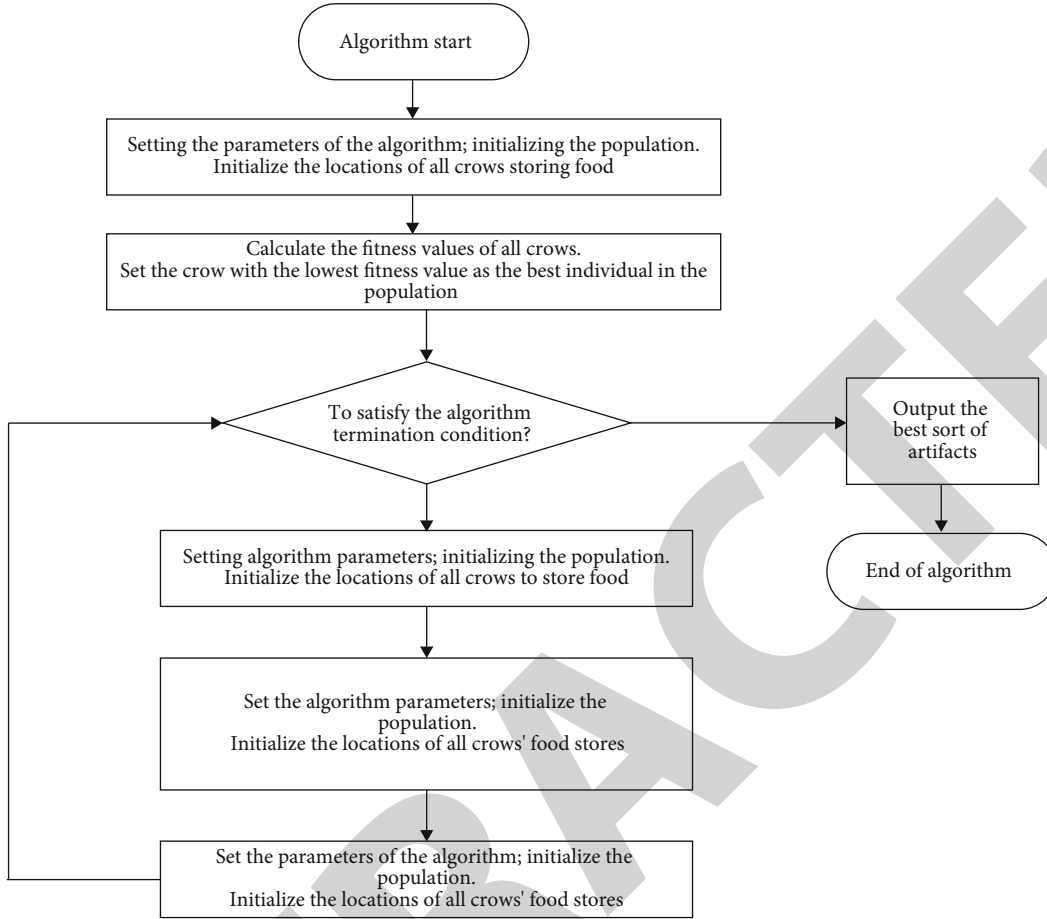 Algorithm start
Setting the parameters of the algorithm; initializing the population.
Initialize the locations of all crows storing food
Calculate the fitness values of all crows.
Set the crow with the lowest fitness value as the best individual in the
population
To satisfy the algorithm
termination condition?
Output the
best sort of
artifacts
End of algorithm
Setting algorithm parameters; initializing the population.
Initialize the locations of all crows to store food
Set the algorithm parameters; initialize the
population.
Initialize the locations of all crows' food stores
Set the parameters of the algorithm; initialize the
population.
Initialize the locations of all crows' food stores